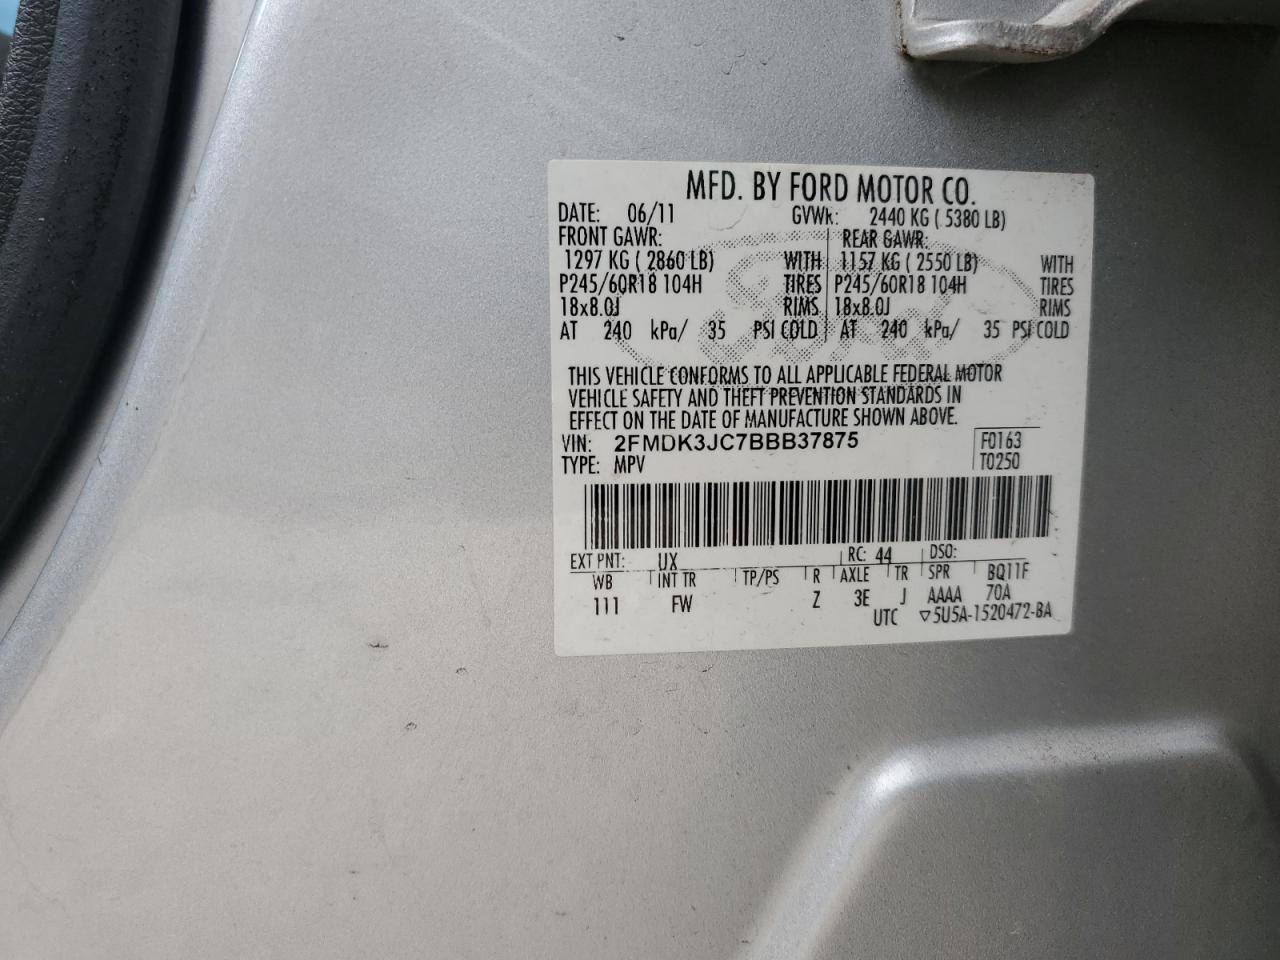 MFD. BY FORD MOTOR CO.
DATE: 06/11 GVWR: 2440 KG ( 5380 LB)
FRONT GAWR: REAR GAWR:
1297 KG ( 2860 LB) WITH 1157 KG ( 2550 LB) WITH
P245/60R18 104H TIRES P245/60R18 104H TIRES
18x8.0J RIMS 18x8.0J RIMS
AT 240 kPa/ 35 PSI COLD AT 240 kPa/ 35 PSI COLD
THIS VEHICLE CONFORMS TO ALL APPLICABLE FEDERAL MOTOR
VEHICLE SAFETY AND THEFT PREVENTION STANDARDS IN
EFFECT ON THE DATE OF MANUFACTURE SHOWN ABOVE.
VIN: 2FMDK3JC7BBB37875 F0163
TYPE: MPV T0250
EXT PNT: UX RC: 44 DSO:
WB INT TR TP/PS R AXLE TR SPR BQ11F
111 FW Z 3E J AAAA 70A
UTC ▽5U5A-1520472-BA